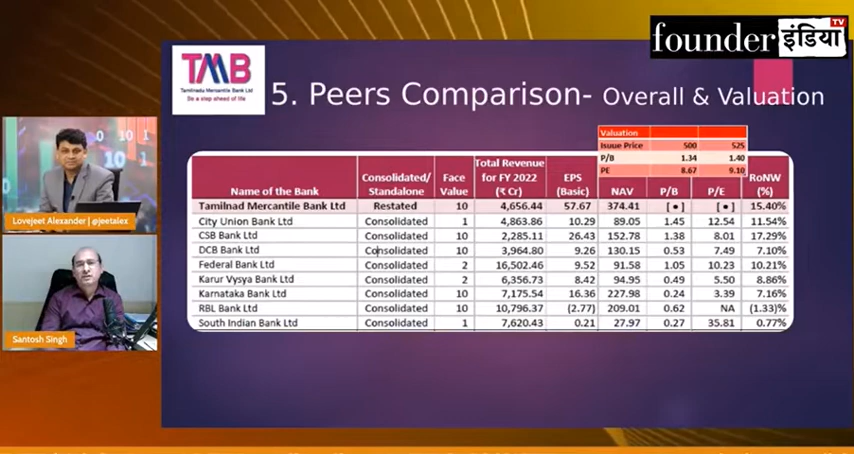 founder इंडिया TV
TMB
Tamilnad Mercantile Bank Ltd
Be a step ahead of life
5. Peers Comparison- Overall & Valuation
Valuation
Isuue Price 500 525
P/B 1.34 1.40
PE 8.67 9.10
Name of the Bank Consolidated/ Standalone Face Value Total Revenue for FY 2022 (₹ Cr) EPS (Basic) NAV P/B P/E RoNW (%)
Tamilnad Mercantile Bank Ltd Restated 10 4,656.44 57.67 374.41 [●] [●] 15.40%
City Union Bank Ltd Consolidated 1 4,863.86 10.29 89.05 1.45 12.54 11.54%
CSB Bank Ltd Consolidated 10 2,285.11 26.43 152.78 1.38 8.01 17.29%
DCB Bank Ltd Consolidated 10 3,964.80 9.26 130.15 0.53 7.49 7.10%
Federal Bank Ltd Consolidated 2 16,502.46 9.52 91.58 1.05 10.23 10.21%
Karur Vysya Bank Ltd Consolidated 2 6,356.73 8.42 94.95 0.49 5.50 8.86%
Karnataka Bank Ltd Consolidated 10 7,175.54 16.36 227.98 0.24 3.39 7.16%
RBL Bank Ltd Consolidated 10 10,796.37 (2.77) 209.01 0.62 NA (1.33)%
South Indian Bank Ltd Consolidated 1 7,620.43 0.21 27.97 0.27 35.81 0.77%
Lovejeet Alexander | @jeetalex
Santosh Singh